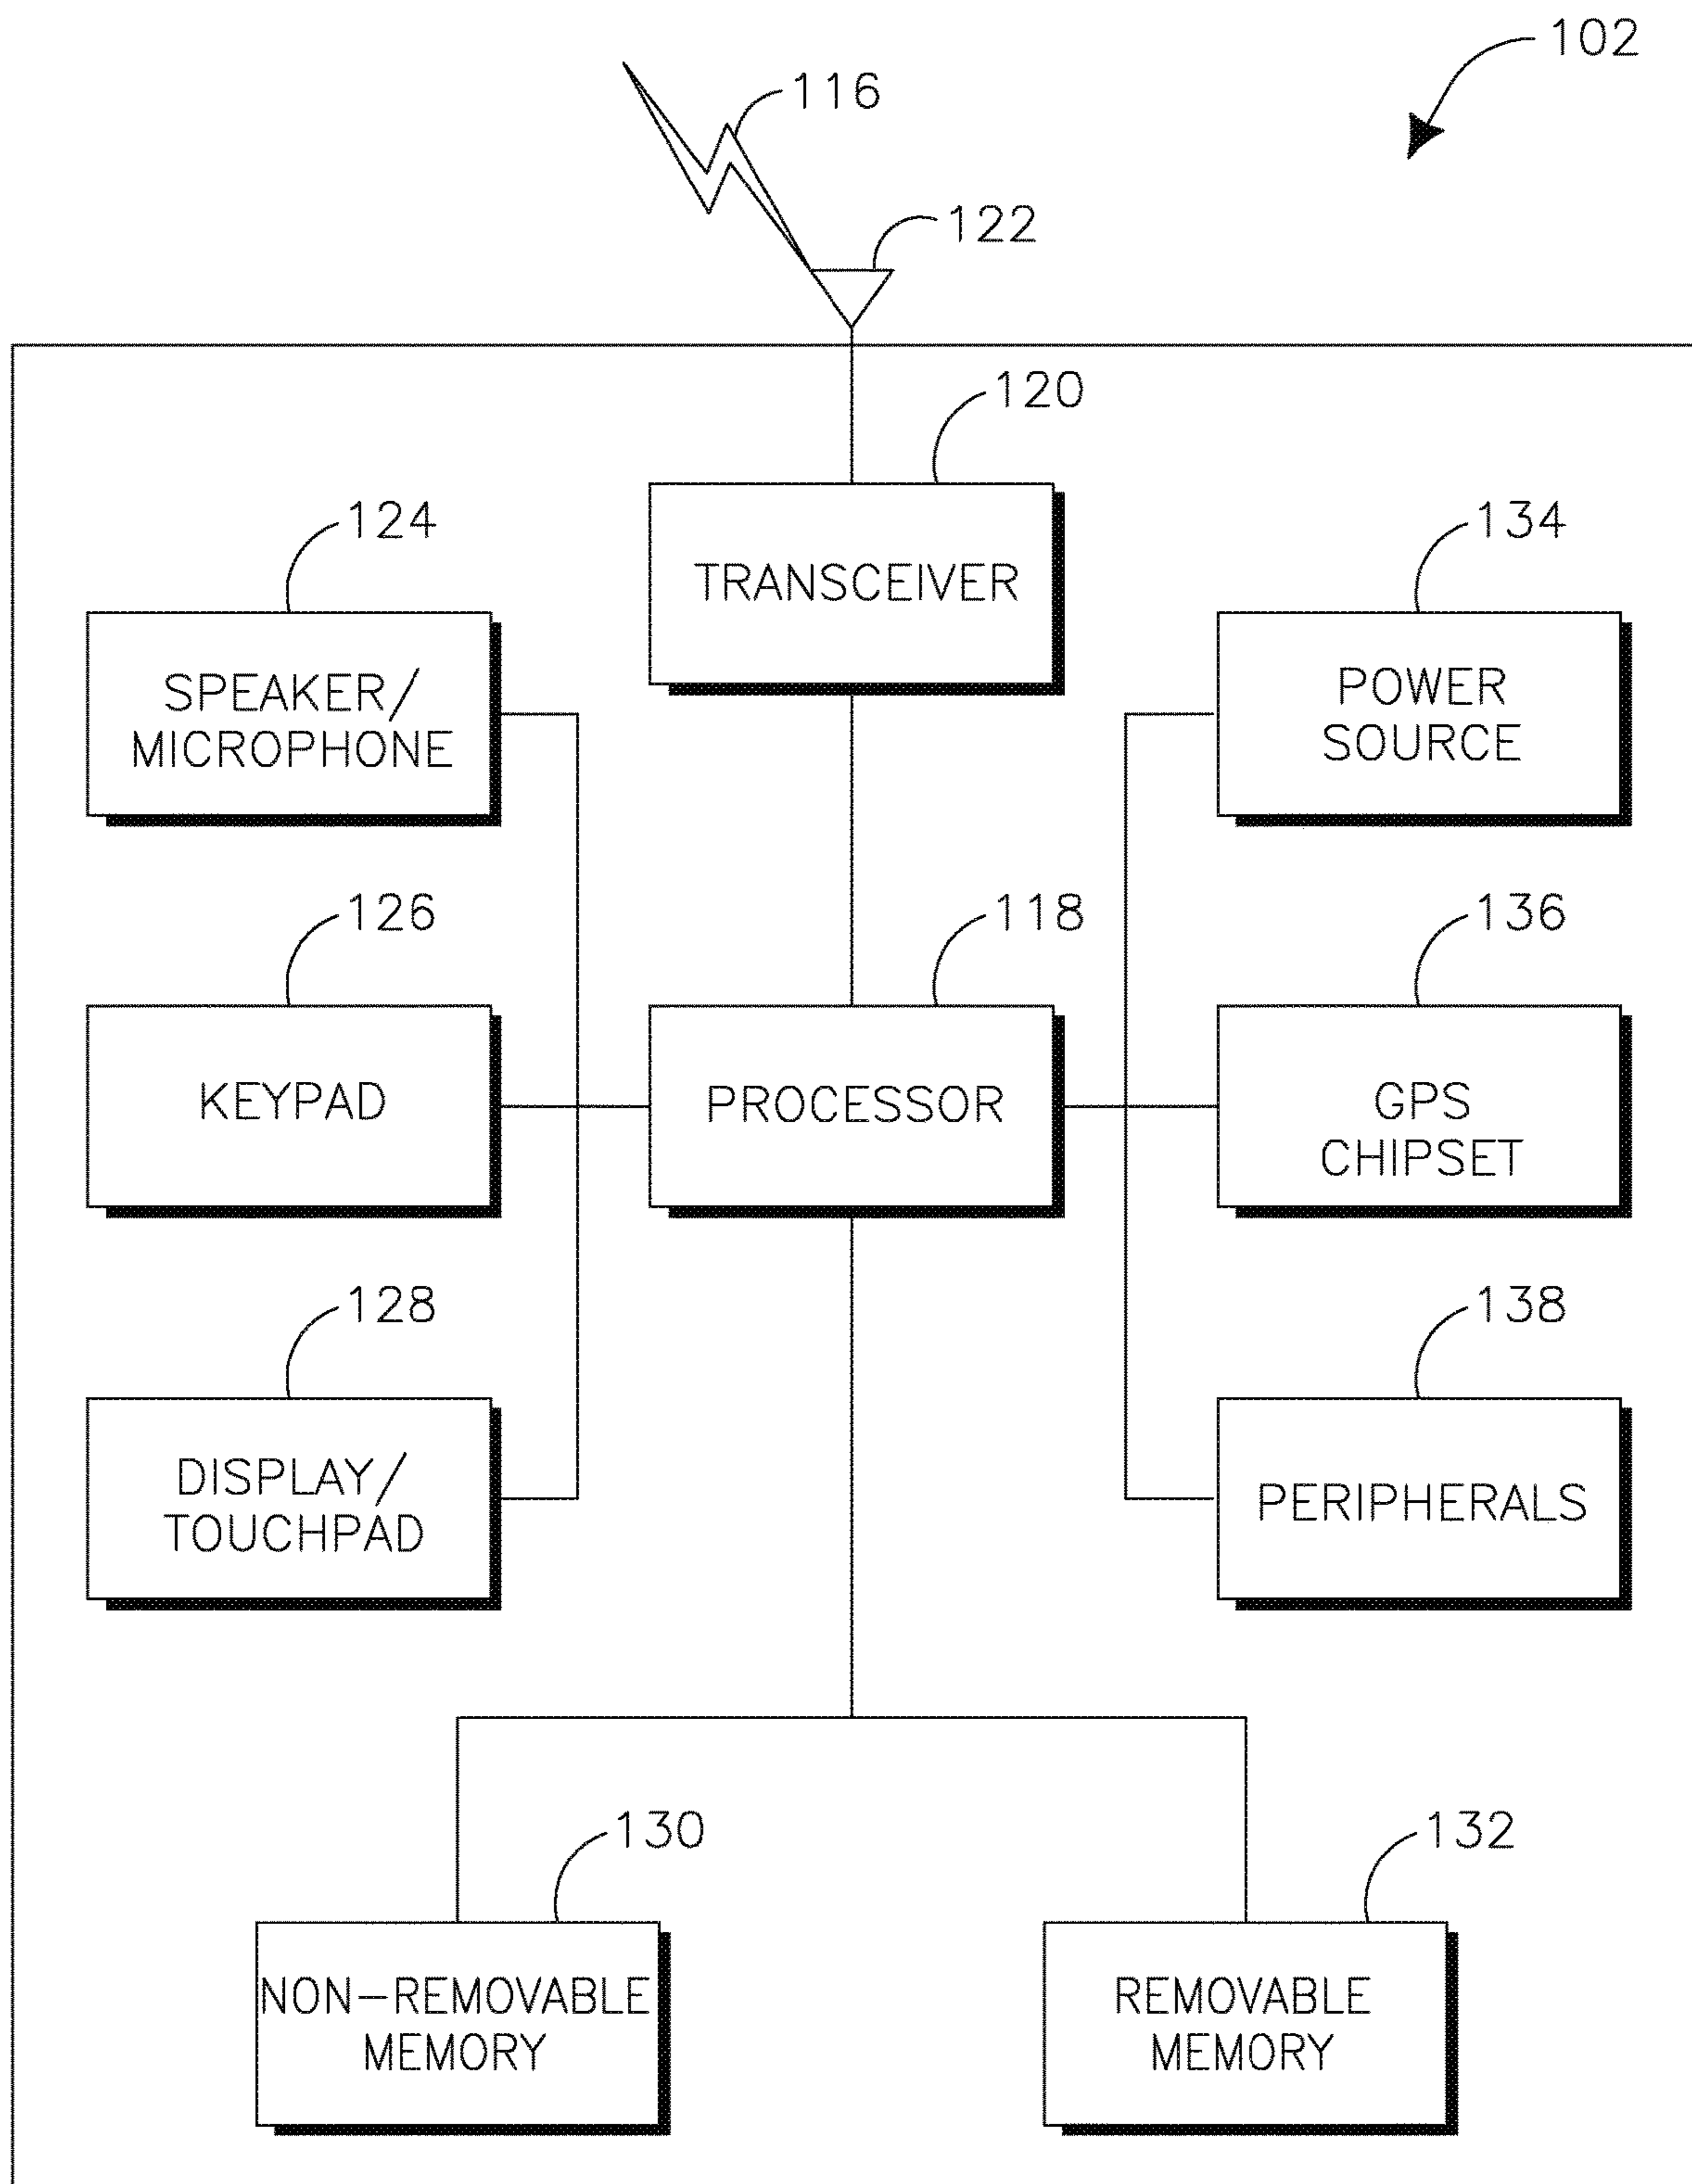 102
116
122
120
124
134
TRANSCEIVER
SPEAKER/
MICROPHONE
POWER
SOURCE
126
118
136
KEYPAD
PROCESSOR
GPS
CHIPSET
128
138
DISPLAY/
TOUCHPAD
PERIPHERALS
130
132
NON-REMOVABLE
MEMORY
REMOVABLE
MEMORY